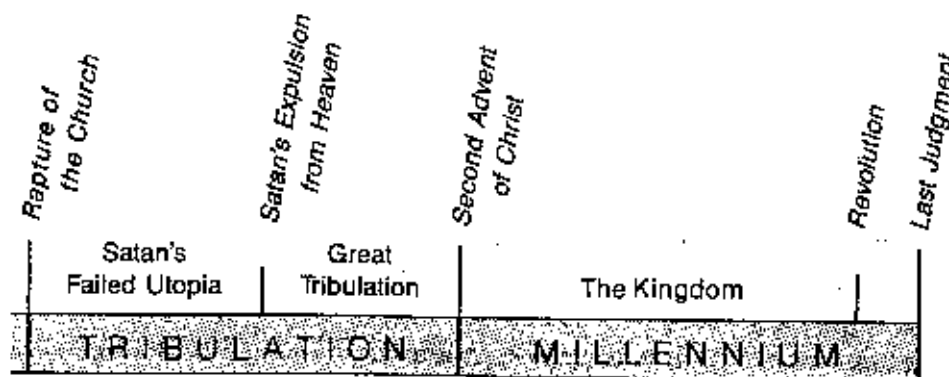 Rapture of
the Church
Satan's Expulsion
from Heaven
Second Advent
of Christ
Revolution
Last Judgment
Satan's
Failed Utopia
Great
Tribulation
The Kingdom
TRIBULATION
MILLENNIUM